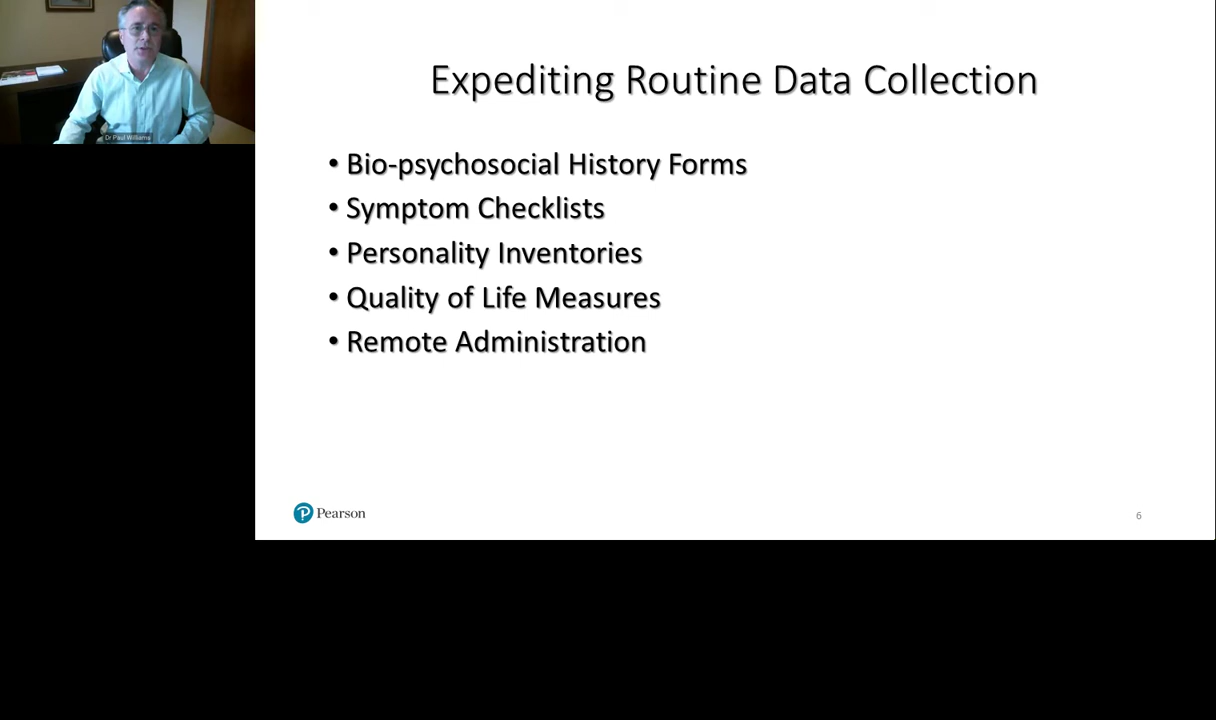 Dr Paul Williams
Expediting Routine Data Collection
• Bio-psychosocial History Forms
• Symptom Checklists
• Personality Inventories
• Quality of Life Measures
• Remote Administration
Pearson
6